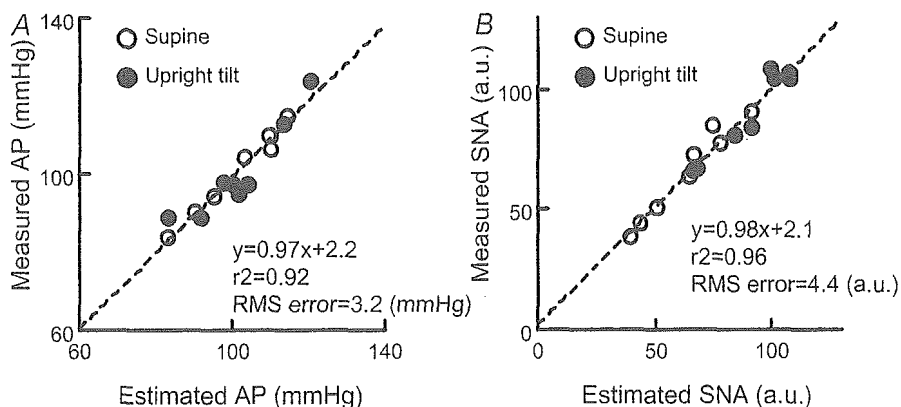 A
140
Supine
Upright tilt
Measured AP (mmHg)
100
y=0.97x+2.2
r2=0.92
RMS error=3.2 (mmHg)
60
60
100
140
Estimated AP (mmHg)
B
Supine
Upright tilt
Measured SNA (a.u.)
100
50
y=0.98x+2.1
r2=0.96
RMS error=4.4 (a.u.)
0
0
50
100
Estimated SNA (a.u.)